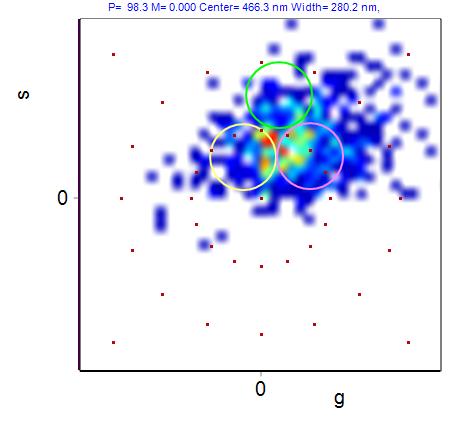 P= 98.3 M= 0.000 Center= 466.3 nm Width= 280.2 nm,
s
0
0
g